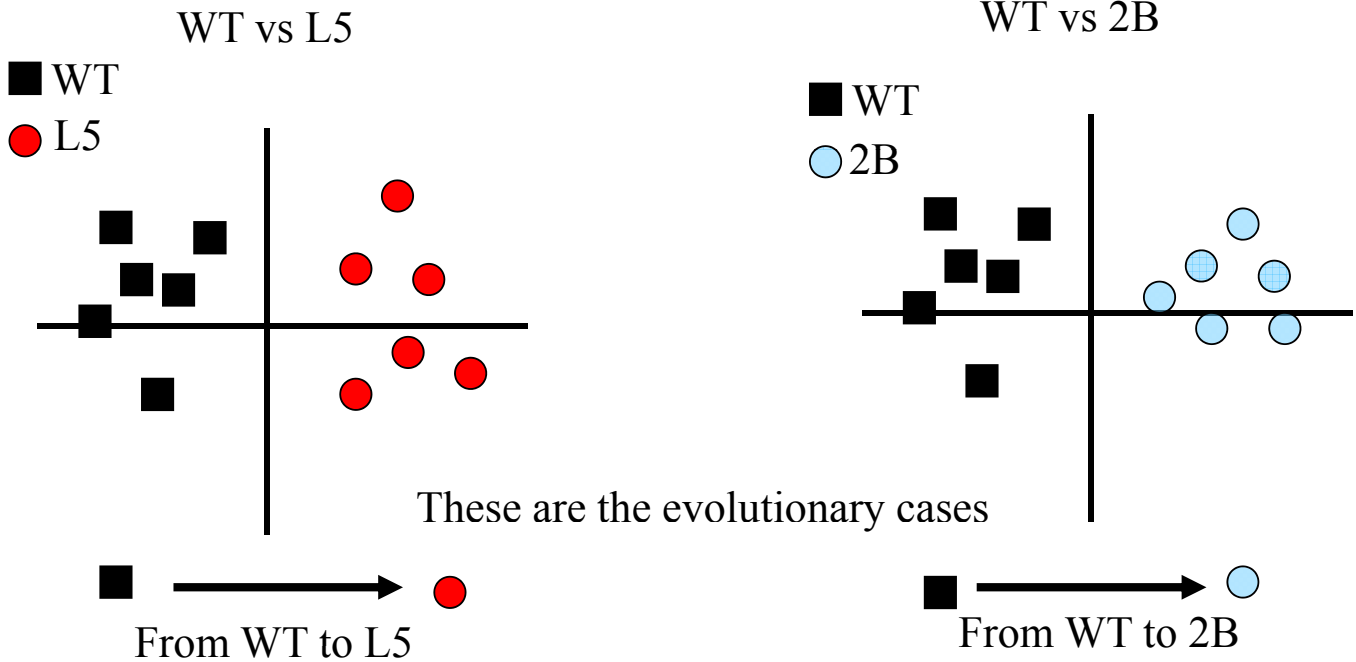 WT vs L5
WT
L5
WT vs 2B
WT
2B
These are the evolutionary cases
From WT to L5
From WT to 2B